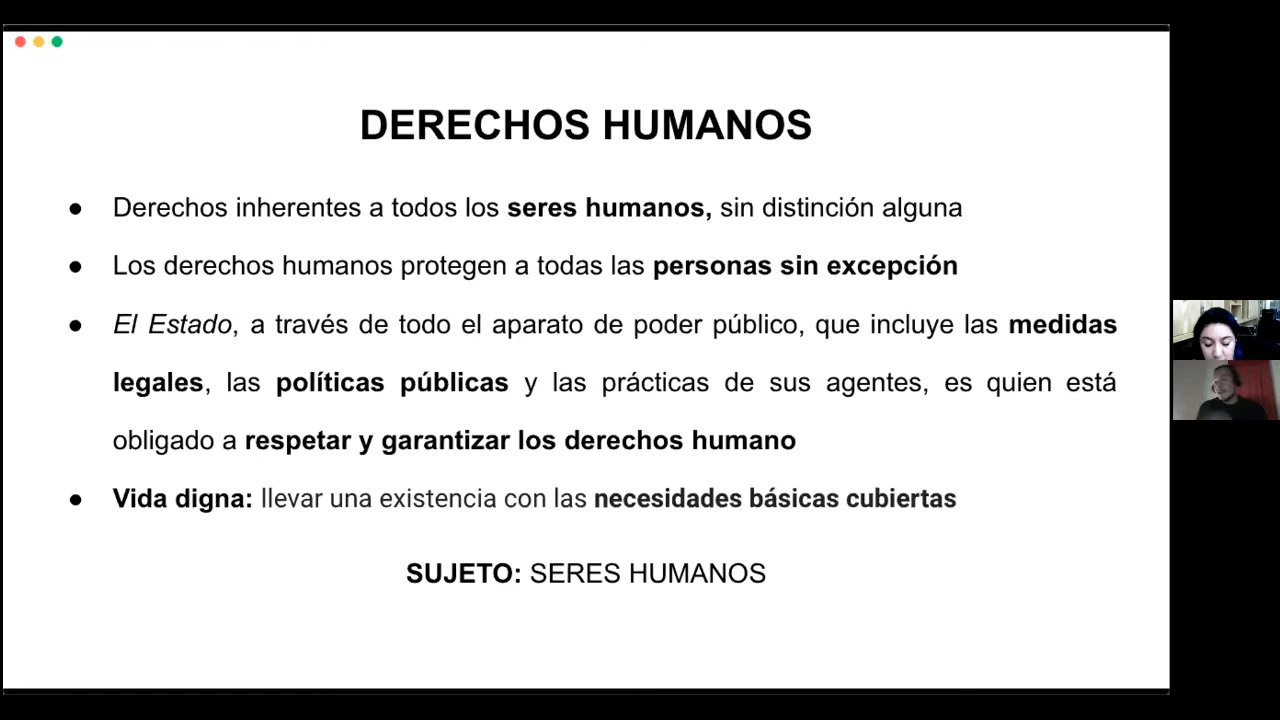 DERECHOS HUMANOS
● Derechos inherentes a todos los seres humanos, sin distinción alguna
● Los derechos humanos protegen a todas las personas sin excepción
● El Estado, a través de todo el aparato de poder público, que incluye las medidas
legales, las políticas públicas y las prácticas de sus agentes, es quien está
obligado a respetar y garantizar los derechos humano
● Vida digna: llevar una existencia con las necesidades básicas cubiertas
SUJETO: SERES HUMANOS